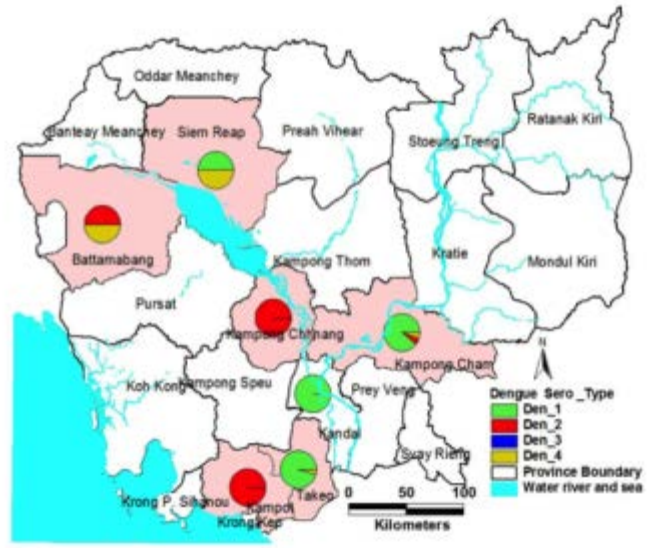 Oddar Meanchey
Banteay Meanchey
Siem Reap
Preah Vihear
Stoeung Treng
Ratanak Kiri
Battamabang
Kampong Thom
Kratie
Mondul Kiri
Pursat
Kampong Chhnang
Kampong Cham
N
Koh Kong
Kampong Speu
Prey Veng
Kandal
Svay Rieng
Krong P. Sihanou
Kampot
Takeo
Krong Kep
Dengue Sero_Type
Den_1
Den_2
Den_3
Den_4
Province Boundary
Water river and sea
0 50 100
Kilometers